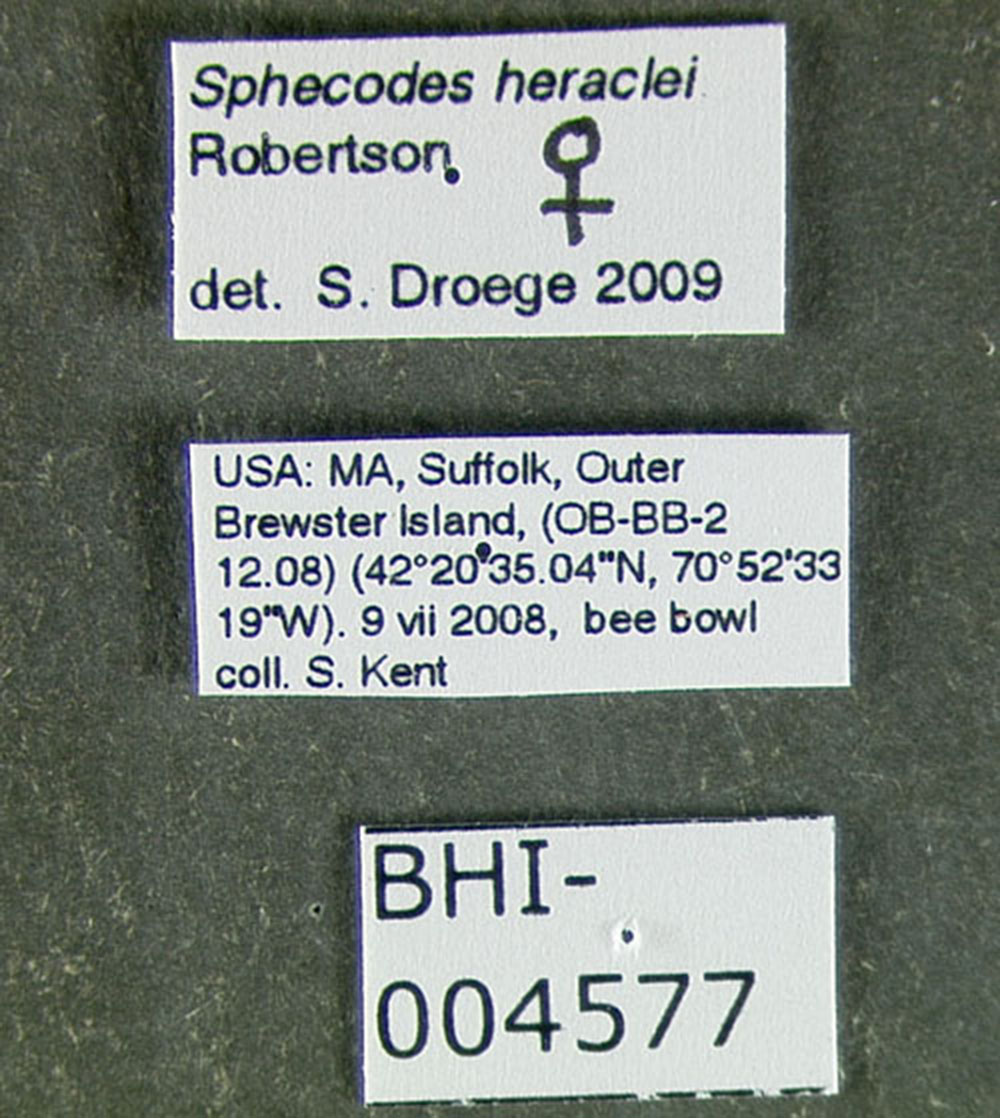 Sphecodes heraclei
Robertson ♀
det. S. Droege 2009
USA: MA, Suffolk, Outer
Brewster Island, (OB-BB-2
12.08) (42°20'35.04"N, 70°52'33
19"W). 9 vii 2008, bee bowl
coll. S. Kent
BHI-
004577